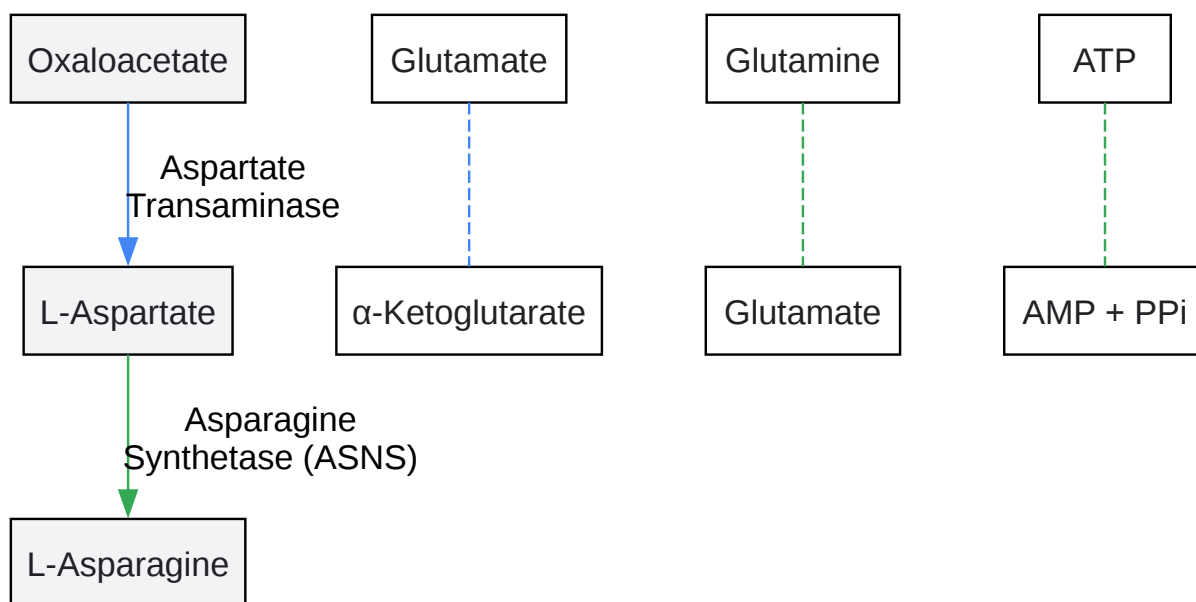 Oxaloacetate
Glutamate
Glutamine
ATP
Aspartate
Transaminase
L-Aspartate
α-Ketoglutarate
Glutamate
AMP + PPi
Asparagine
Synthetase (ASNS)
L-Asparagine